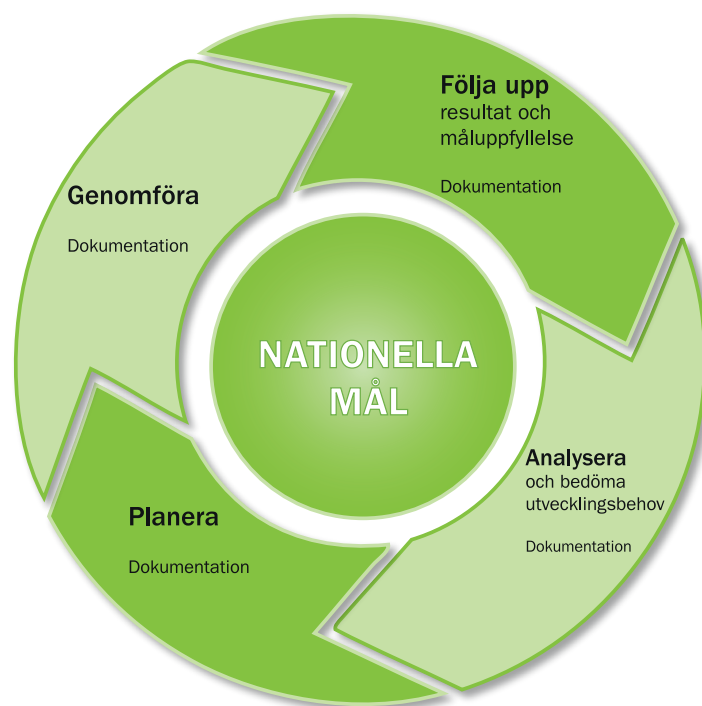 Följa upp
resultat och
måluppfyllelse
Dokumentation
Genomföra
Dokumentation
NATIONELLA
MÅL
Analysera
och bedöma
utvecklingsbehov
Dokumentation
Planera
Dokumentation